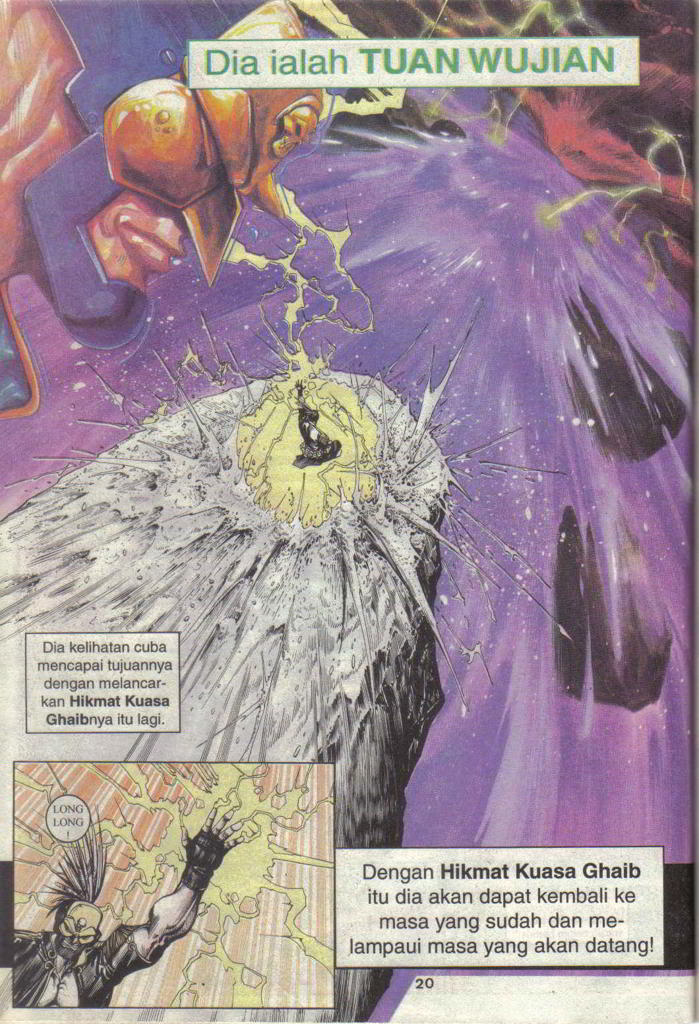 Dia ialah TUAN WUJIAN
Dia kelihatan cuba
mencapai tujuannya
dengan melancar-
kan Hikmat Kuasa
Ghaibnya itu lagi.
LONG
LONG
!
Dengan Hikmat Kuasa Ghaib
itu dia akan dapat kembali ke
masa yang sudah dan me-
lampaui masa yang akan datang!
20